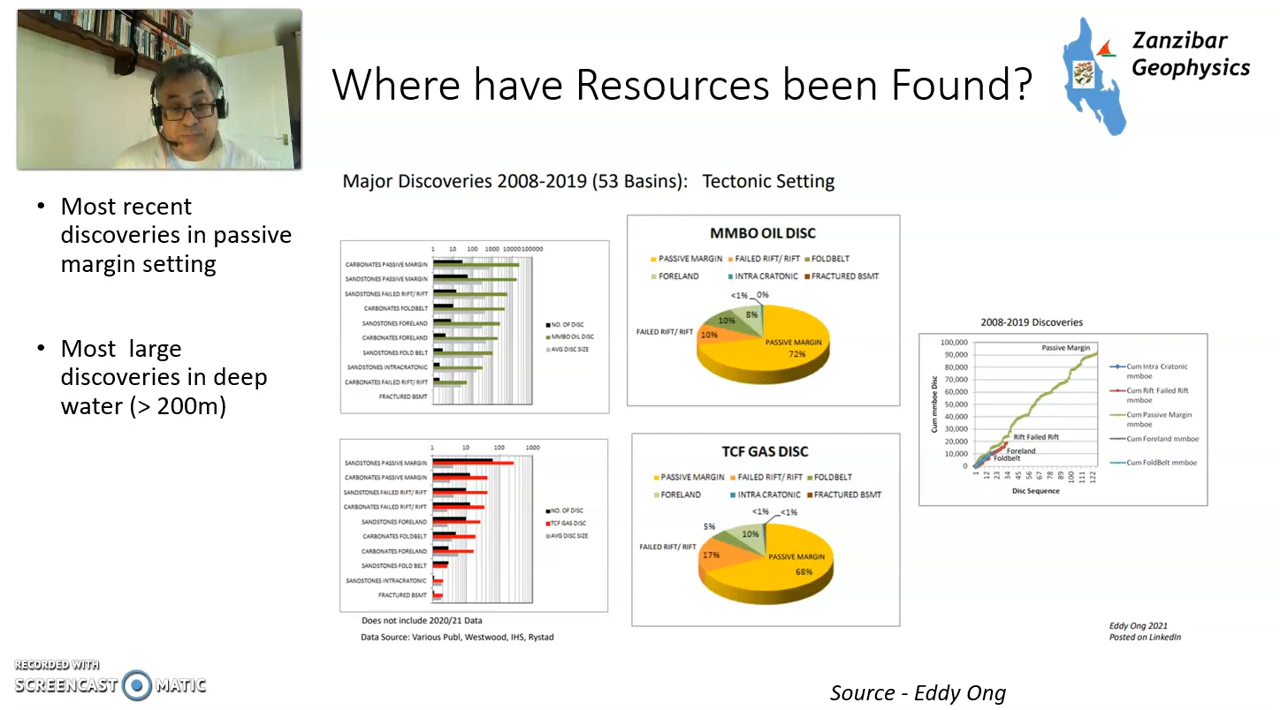 Zanzibar
Geophysics
Where have Resources been Found?
• Most recent
discoveries in passive
margin setting
• Most large
discoveries in deep
water (> 200m)
Major Discoveries 2008-2019 (53 Basins): Tectonic Setting
1 10 100 1000 10000 100000
CARBONATES PASSIVE MARGIN
SANDSTONES PASSIVE MARGIN
SANDSTONES FAILED RIFT/ RIFT
CARBONATES FOLDBELT
SANDSTONES FORELAND
CARBONATES FORELAND
SANDSTONES FOLD BELT
SANDSTONES INTRACRATONIC
CARBONATES FAILED RIFT/ RIFT
FRACTURED BSMT
NO. OF DISC
MMBO OIL DISC
AVG DISC SIZE
MMBO OIL DISC
PASSIVE MARGIN FAILED RIFT/ RIFT FOLDBELT
FORELAND INTRA CRATONIC FRACTURED BSMT
<1% 0%
10% 8%
FAILED RIFT/ RIFT 10%
PASSIVE MARGIN
72%
1 10 100 1000
SANDSTONES PASSIVE MARGIN
CARBONATES PASSIVE MARGIN
SANDSTONES FAILED RIFT/ RIFT
CARBONATES FAILED RIFT/ RIFT
SANDSTONES FORELAND
CARBONATES FOLDBELT
CARBONATES FORELAND
SANDSTONES FOLD BELT
SANDSTONES INTRACRATONIC
FRACTURED BSMT
NO. OF DISC
TCF GAS DISC
AVG DISC SIZE
TCF GAS DISC
PASSIVE MARGIN FAILED RIFT/ RIFT FOLDBELT
FORELAND INTRA CRATONIC FRACTURED BSMT
<1% <1%
5% 10%
FAILED RIFT/ RIFT 17%
PASSIVE MARGIN
68%
2008-2019 Discoveries
Cum mmboe Disc
100,000
90,000
80,000
70,000
60,000
50,000
40,000
30,000
20,000
10,000
0
Passive Margin
Rift Failed Rift
Foreland
Foldbelt
1 12 23 34 45 56 67 78 89 100 111 122
Disc Sequence
Cum Intra Cratonic
mmboe
Cum Rift Failed Rift
mmboe
Cum Passive Margin
mmboe
Cum Foreland mmboe
Cum FoldBelt mmboe
Does not include 2020/21 Data
Data Source: Various Publ, Westwood, IHS, Rystad
Eddy Ong 2021
Posted on LinkedIn
Source - Eddy Ong
RECORDED WITH
SCREENCAST MATIC